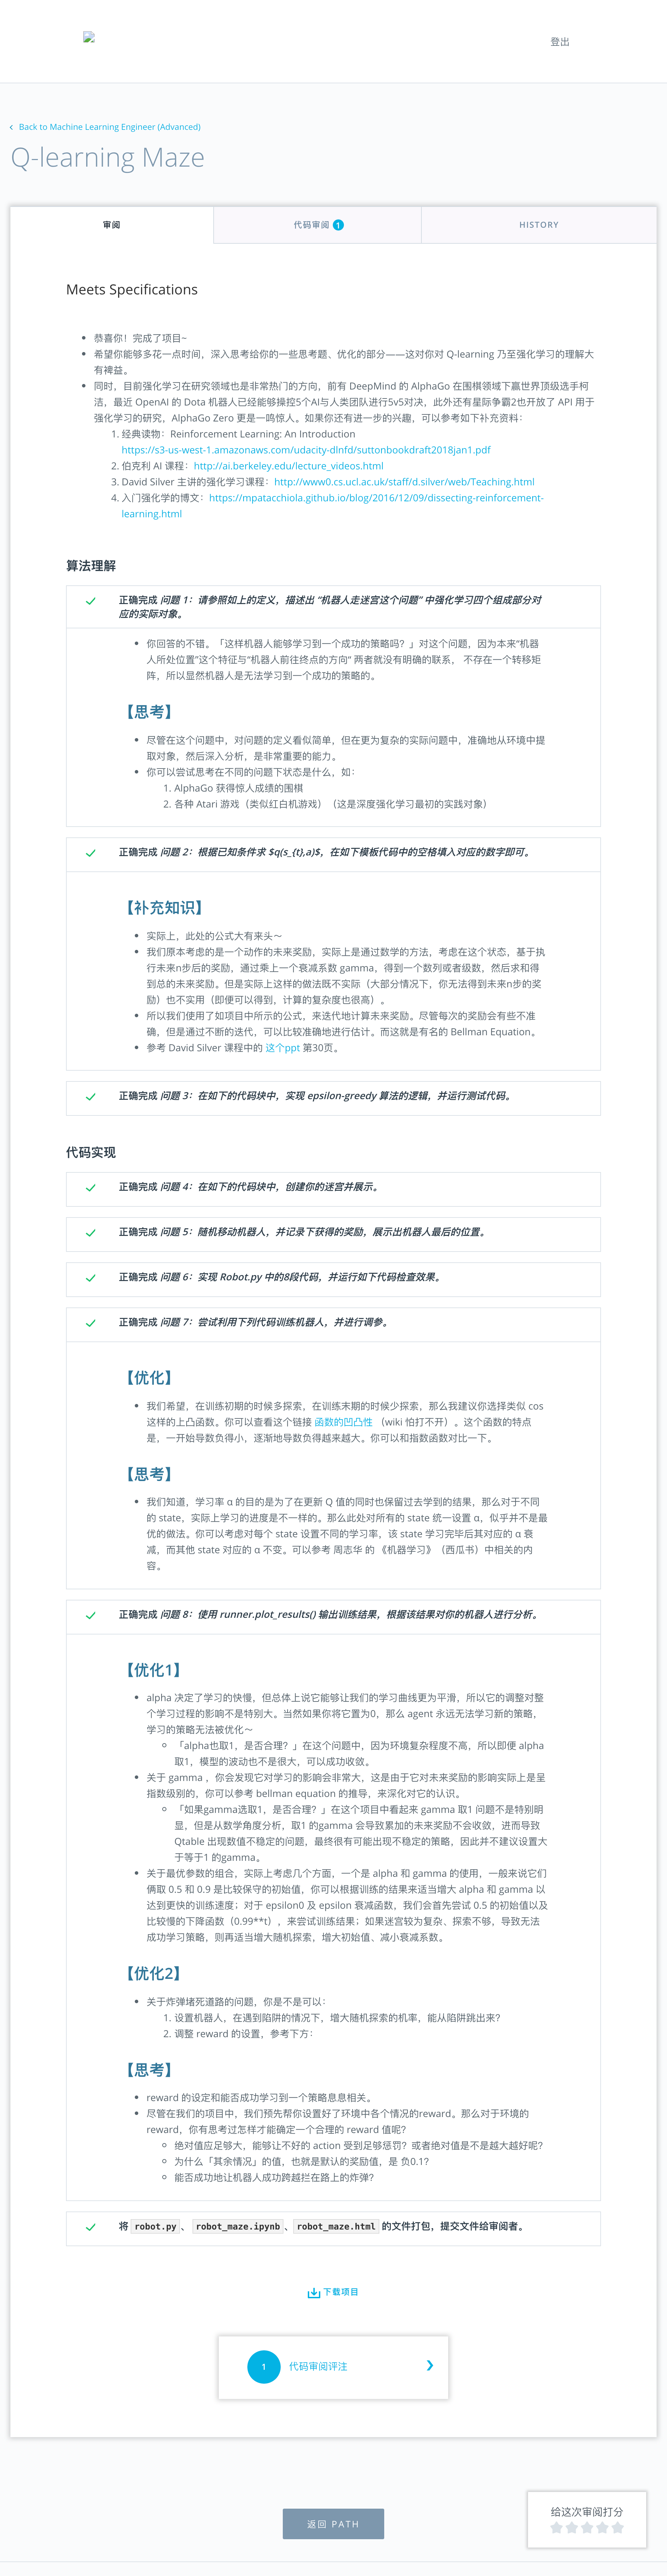 登出
Back to Machine Learning Engineer (Advanced)
Q-learning Maze
审阅
代码审阅 1
HISTORY
Meets Specifications
恭喜你！完成了项目~
希望你能够多花一点时间，深入思考给你的一些思考题、优化的部分——这对你对 Q-learning 乃至强化学习的理解大
有裨益。
同时，目前强化学习在研究领域也是非常热门的方向，前有 DeepMind 的 AlphaGo 在围棋领域下赢世界顶级选手柯
洁，最近 OpenAI 的 Dota 机器人已经能够操控5个AI与人类团队进行5v5对决，此外还有星际争霸2也开放了 API 用于
强化学习的研究，AlphaGo Zero 更是一鸣惊人。如果你还有进一步的兴趣，可以参考如下补充资料：
1. 经典读物：Reinforcement Learning: An Introduction
https://s3-us-west-1.amazonaws.com/udacity-dlnfd/suttonbookdraft2018jan1.pdf
2. 伯克利 AI 课程：http://ai.berkeley.edu/lecture_videos.html
3. David Silver 主讲的强化学习课程：http://www0.cs.ucl.ac.uk/staff/d.silver/web/Teaching.html
4. 入门强化学的博文：https://mpatacchiola.github.io/blog/2016/12/09/dissecting-reinforcement-
learning.html
算法理解
正确完成 问题 1：请参照如上的定义，描述出 “机器人走迷宫这个问题” 中强化学习四个组成部分对
应的实际对象。
你回答的不错。「这样机器人能够学习到一个成功的策略吗？」对这个问题，因为本来“机器
人所处位置”这个特征与“机器人前往终点的方向” 两者就没有明确的联系， 不存在一个转移矩
阵，所以显然机器人是无法学习到一个成功的策略的。
【思考】
尽管在这个问题中，对问题的定义看似简单，但在更为复杂的实际问题中，准确地从环境中提
取对象，然后深入分析，是非常重要的能力。
你可以尝试思考在不同的问题下状态是什么，如：
1. AlphaGo 获得惊人成绩的围棋
2. 各种 Atari 游戏（类似红白机游戏）（这是深度强化学习最初的实践对象）
正确完成 问题 2：根据已知条件求 $q(s_{t},a)$，在如下模板代码中的空格填入对应的数字即可。
【补充知识】
实际上，此处的公式大有来头～
我们原本考虑的是一个动作的未来奖励，实际上是通过数学的方法，考虑在这个状态，基于执
行未来n步后的奖励，通过乘上一个衰减系数 gamma，得到一个数列或者级数，然后求和得
到总的未来奖励。但是实际上这样的做法既不实际（大部分情况下，你无法得到未来n步的奖
励）也不实用（即便可以得到，计算的复杂度也很高）。
所以我们使用了如项目中所示的公式，来迭代地计算未来奖励。尽管每次的奖励会有些不准
确，但是通过不断的迭代，可以比较准确地进行估计。而这就是有名的 Bellman Equation。
参考 David Silver 课程中的 这个ppt 第30页。
正确完成 问题 3：在如下的代码块中，实现 epsilon-greedy 算法的逻辑，并运行测试代码。
代码实现
正确完成 问题 4：在如下的代码块中，创建你的迷宫并展示。
正确完成 问题 5：随机移动机器人，并记录下获得的奖励，展示出机器人最后的位置。
正确完成 问题 6：实现 Robot.py 中的8段代码，并运行如下代码检查效果。
正确完成 问题 7：尝试利用下列代码训练机器人，并进行调参。
【优化】
我们希望，在训练初期的时候多探索，在训练末期的时候少探索，那么我建议你选择类似 cos
这样的上凸函数。你可以查看这个链接 函数的凹凸性 （wiki 怕打不开）。这个函数的特点
是，一开始导数负得小，逐渐地导数负得越来越大。你可以和指数函数对比一下。
【思考】
我们知道，学习率 α 的目的是为了在更新 Q 值的同时也保留过去学到的结果，那么对于不同
的 state，实际上学习的进度是不一样的。那么此处对所有的 state 统一设置 α，似乎并不是最
优的做法。你可以考虑对每个 state 设置不同的学习率，该 state 学习完毕后其对应的 α 衰
减，而其他 state 对应的 α 不变。可以参考 周志华 的 《机器学习》（西瓜书）中相关的内
容。
正确完成 问题 8：使用 runner.plot_results() 输出训练结果，根据该结果对你的机器人进行分析。
【优化1】
alpha 决定了学习的快慢，但总体上说它能够让我们的学习曲线更为平滑，所以它的调整对整
个学习过程的影响不是特别大。当然如果你将它置为0，那么 agent 永远无法学习新的策略，
学习的策略无法被优化～
「alpha也取1，是否合理？」在这个问题中，因为环境复杂程度不高，所以即便 alpha
取1，模型的波动也不是很大，可以成功收敛。
关于 gamma ，你会发现它对学习的影响会非常大，这是由于它对未来奖励的影响实际上是呈
指数级别的，你可以参考 bellman equation 的推导，来深化对它的认识。
「如果gamma选取1，是否合理？」在这个项目中看起来 gamma 取1 问题不是特别明
显，但是从数学角度分析，取1 的gamma 会导致累加的未来奖励不会收敛，进而导致
Qtable 出现数值不稳定的问题，最终很有可能出现不稳定的策略，因此并不建议设置大
于等于1 的gamma。
关于最优参数的组合，实际上考虑几个方面，一个是 alpha 和 gamma 的使用，一般来说它们
俩取 0.5 和 0.9 是比较保守的初始值，你可以根据训练的结果来适当增大 alpha 和 gamma 以
达到更快的训练速度；对于 epsilon0 及 epsilon 衰减函数，我们会首先尝试 0.5 的初始值以及
比较慢的下降函数（0.99**t），来尝试训练结果；如果迷宫较为复杂、探索不够，导致无法
成功学习策略，则再适当增大随机探索，增大初始值、减小衰减系数。
【优化2】
关于炸弹堵死道路的问题，你是不是可以：
1. 设置机器人，在遇到陷阱的情况下，增大随机探索的机率，能从陷阱跳出来？
2. 调整 reward 的设置，参考下方：
【思考】
reward 的设定和能否成功学习到一个策略息息相关。
尽管在我们的项目中，我们预先帮你设置好了环境中各个情况的reward。那么对于环境的
reward，你有思考过怎样才能确定一个合理的 reward 值呢？
绝对值应足够大，能够让不好的 action 受到足够惩罚？或者绝对值是不是越大越好呢？
为什么「其余情况」的值，也就是默认的奖励值，是 负0.1？
能否成功地让机器人成功跨越拦在路上的炸弹？
将 robot.py 、 robot_maze.ipynb 、 robot_maze.html 的文件打包，提交文件给审阅者。
下载项目
1 代码审阅评注
给这次审阅打分
返回 PATH